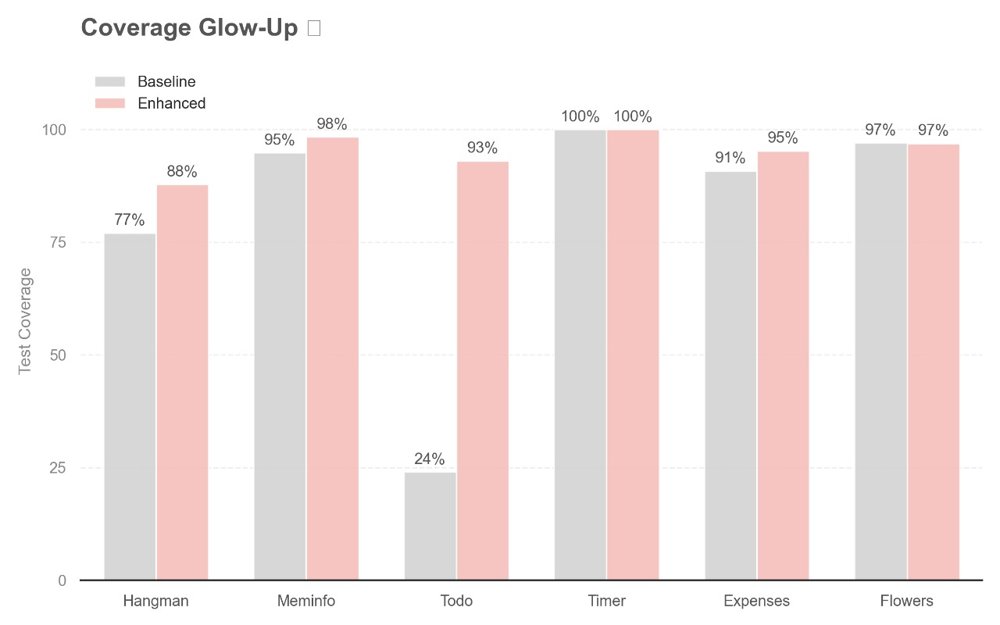 Coverage Glow-Up
Baseline
Enhanced
Test Coverage
100
75
50
25
0
77%
88%
95%
98%
24%
93%
100%
100%
91%
95%
97%
97%
Hangman
Meminfo
Todo
Timer
Expenses
Flowers